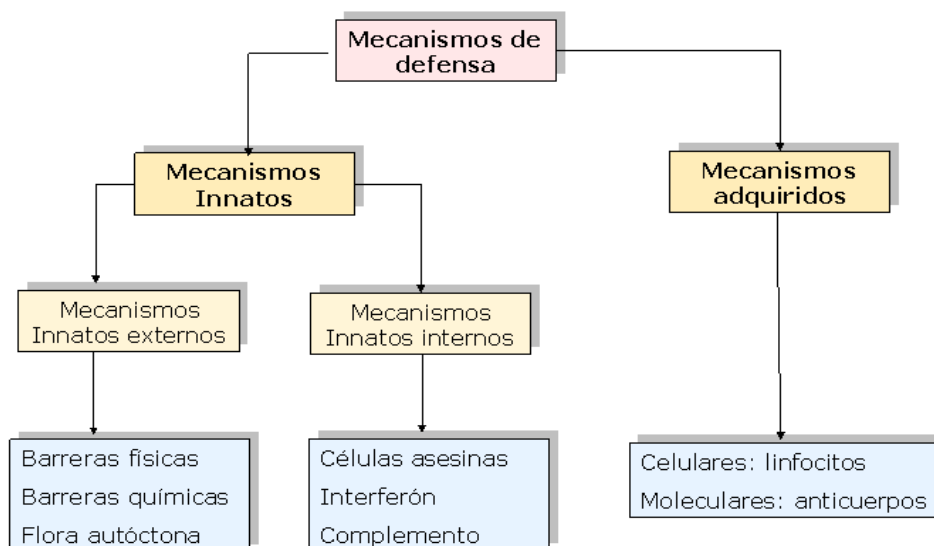 Mecanismos de
defensa
Mecanismos
Innatos
Mecanismos
adquiridos
Mecanismos
Innatos externos
Mecanismos
Innatos internos
Barreras físicas
Barreras químicas
Flora autóctona
Células asesinas
Interferón
Complemento
Celulares: linfocitos
Moleculares: anticuerpos